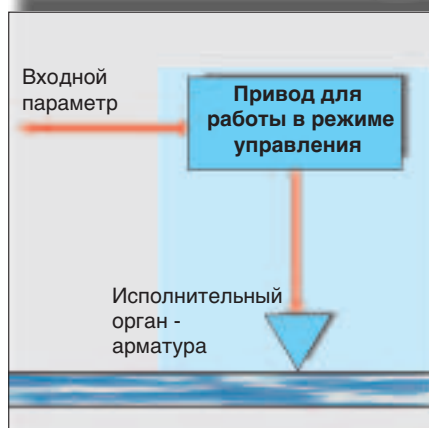 Входной
параметр
Привод для
работы в режиме
управления
Исполнительный
орган -
арматура